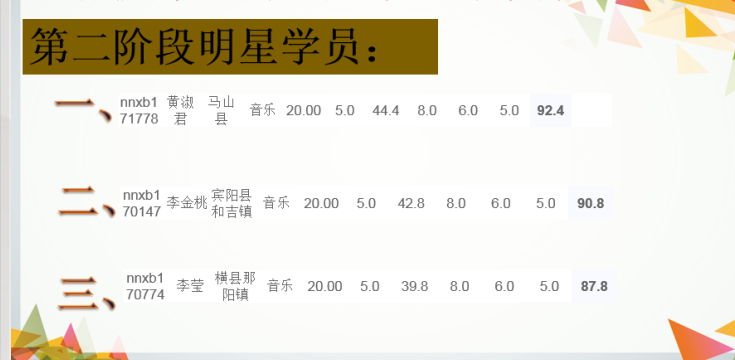 第二阶段明星学员：
一、 nnxb171778 黄淑君 马山县 音乐 20.00 5.0 44.4 8.0 6.0 5.0 92.4
二、 nnxb170147 李金桃 宾阳县和吉镇 音乐 20.00 5.0 42.8 8.0 6.0 5.0 90.8
三、 nnxb170774 李莹 横县那阳镇 音乐 20.00 5.0 39.8 8.0 6.0 5.0 87.8